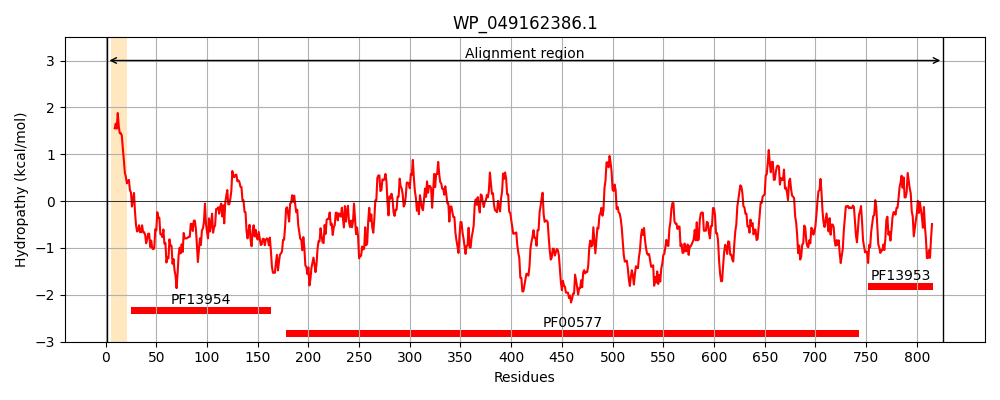 WP_049162386.1
Alignment region
Hydropathy (kcal/mol)
3
2
1
0
−1
−2
−3
PF13953
PF13954
PF00577
0 50 100 150 200 250 300 350 400 450 500 550 600 650 700 750 800
Residues